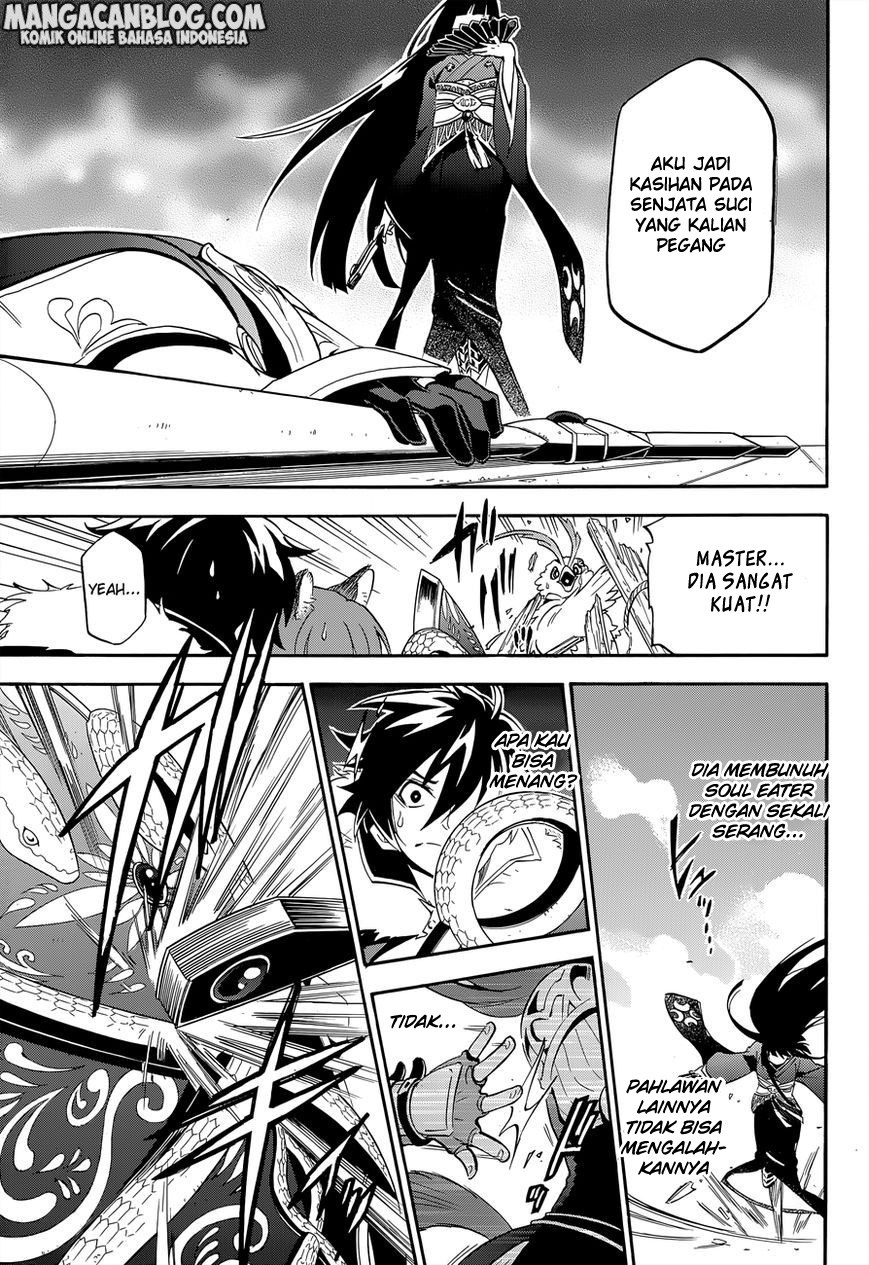 MANGACANBLOG.COM
KOMIK ONLINE BAHASA INDONESIA
AKU JADI
KASIHAN PADA
SENJATA SUCI
YANG KALIAN
PEGANG
MASTER...
DIA SANGAT
KUAT!!
YEAH...
DIA MEMBUNUH
SOUL EATER
DENGAN SEKALI
SERANG...
PAHLAWAN
LAINNYA
TIDAK BISA
MENGALAH-
KANNYA
APA KAU
BISA
MENANG?
TIDAK...